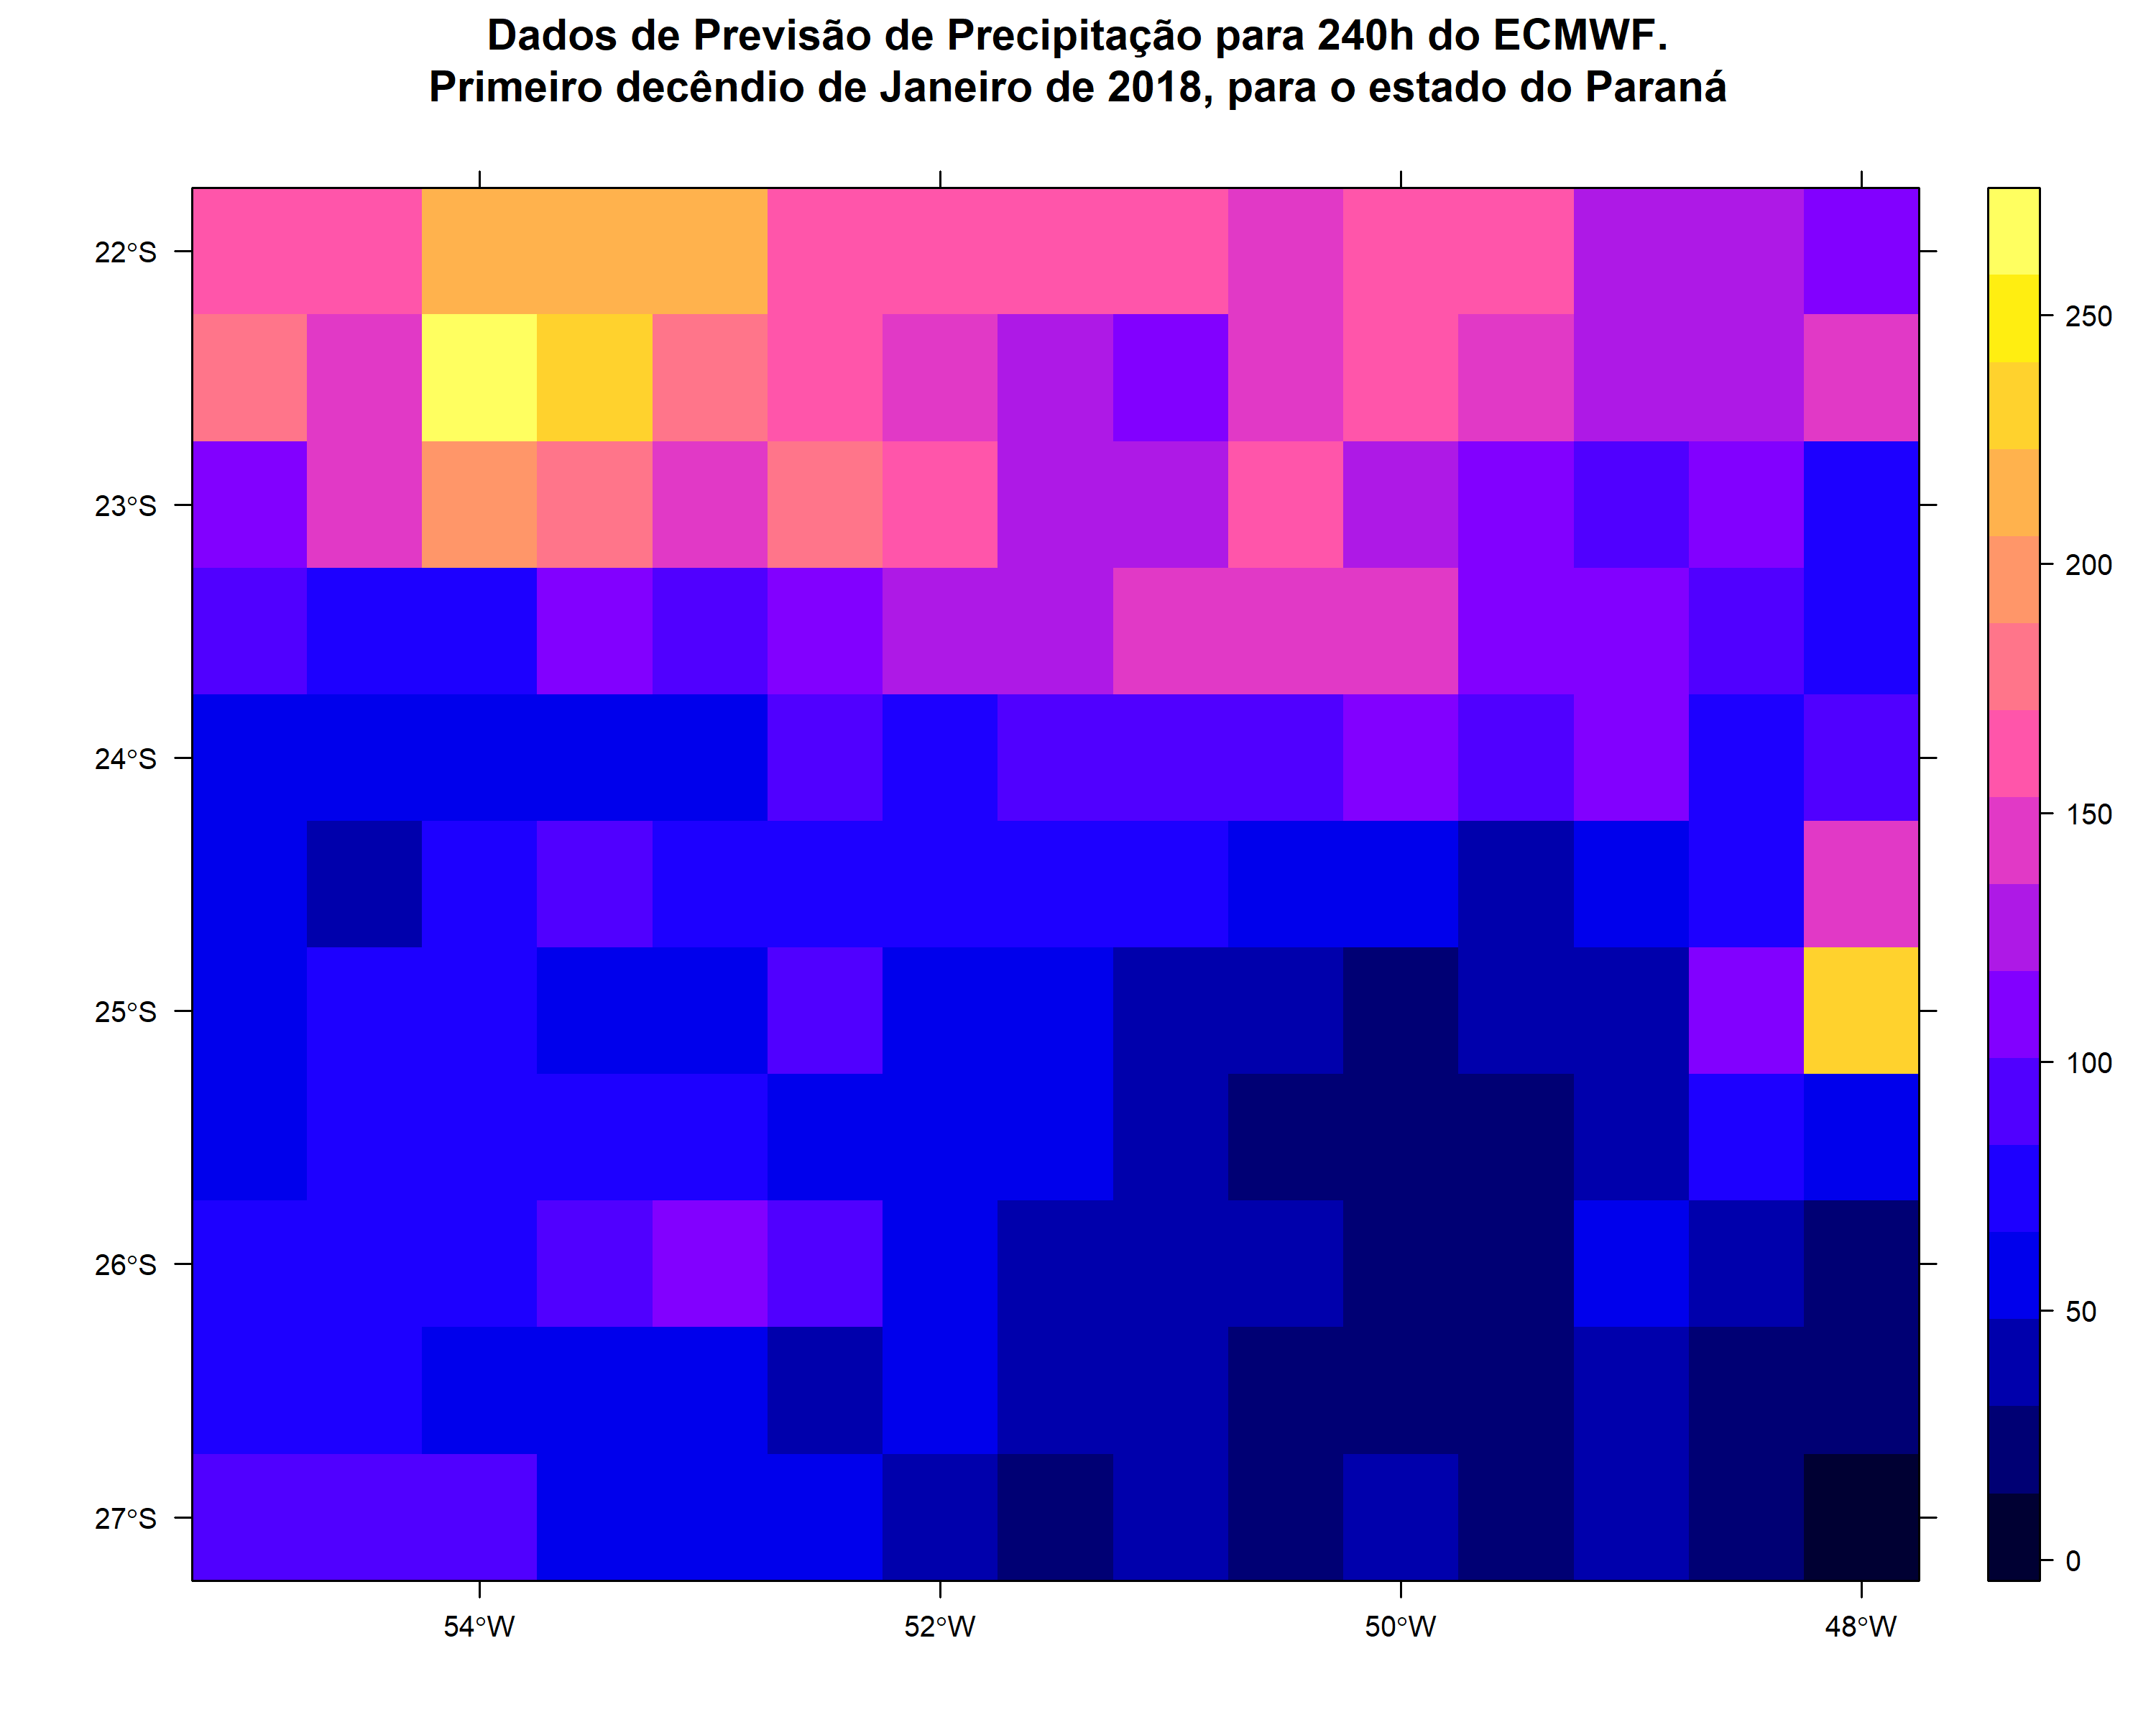 Dados de Previsão de Precipitação para 240h do ECMWF.
Primeiro decêndio de Janeiro de 2018, para o estado do Paraná
22°S
23°S
24°S
25°S
26°S
27°S
54°W
52°W
50°W
48°W
250
200
150
100
50
0